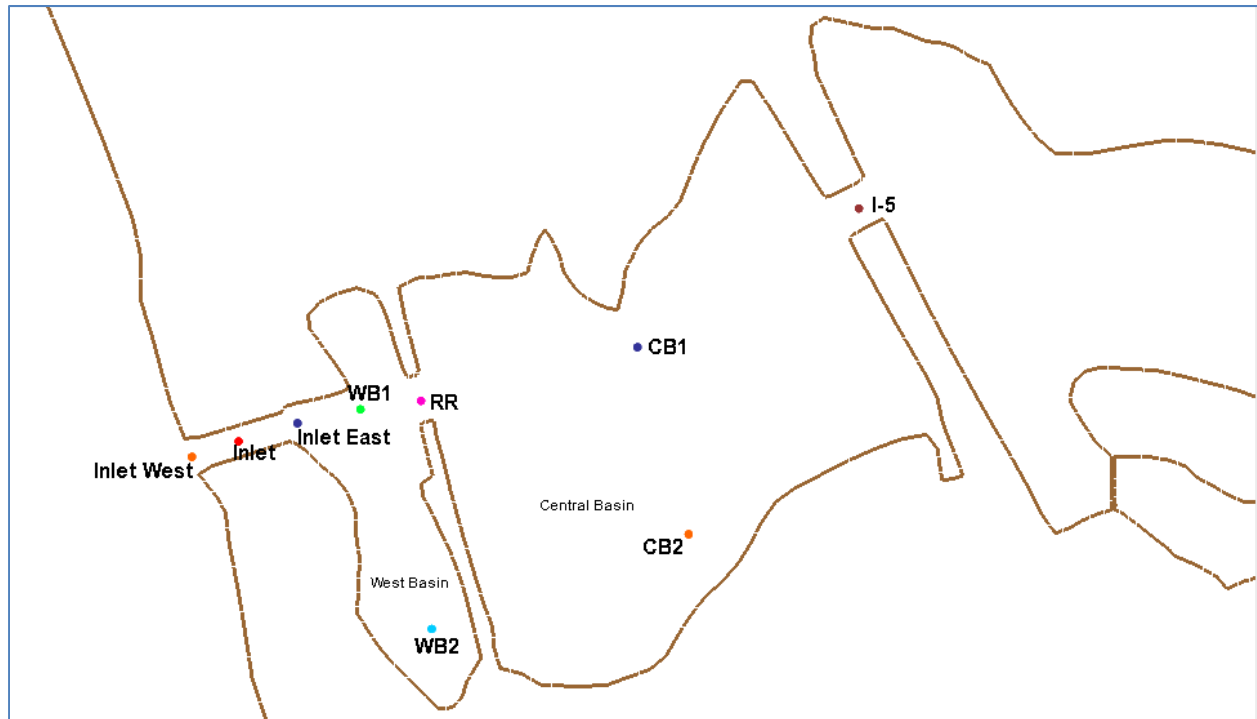 I-5
CB1
WB1
RR
Inlet East
Inlet
Inlet West
Central Basin
CB2
West Basin
WB2